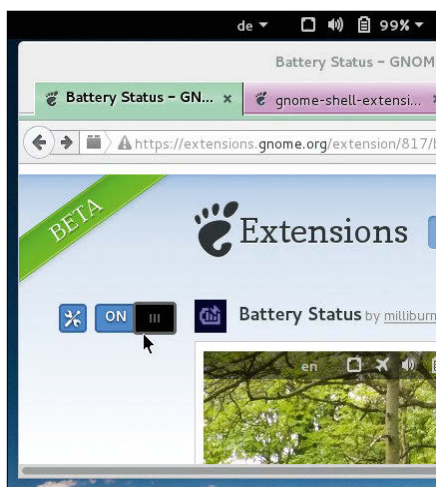 de 99%
Battery Status – GNOM
Battery Status – GN... × gnome-shell-extensi...
https://extensions.gnome.org/extension/817/b
BETA
Extensions
ON
Battery Status by milliburn
en